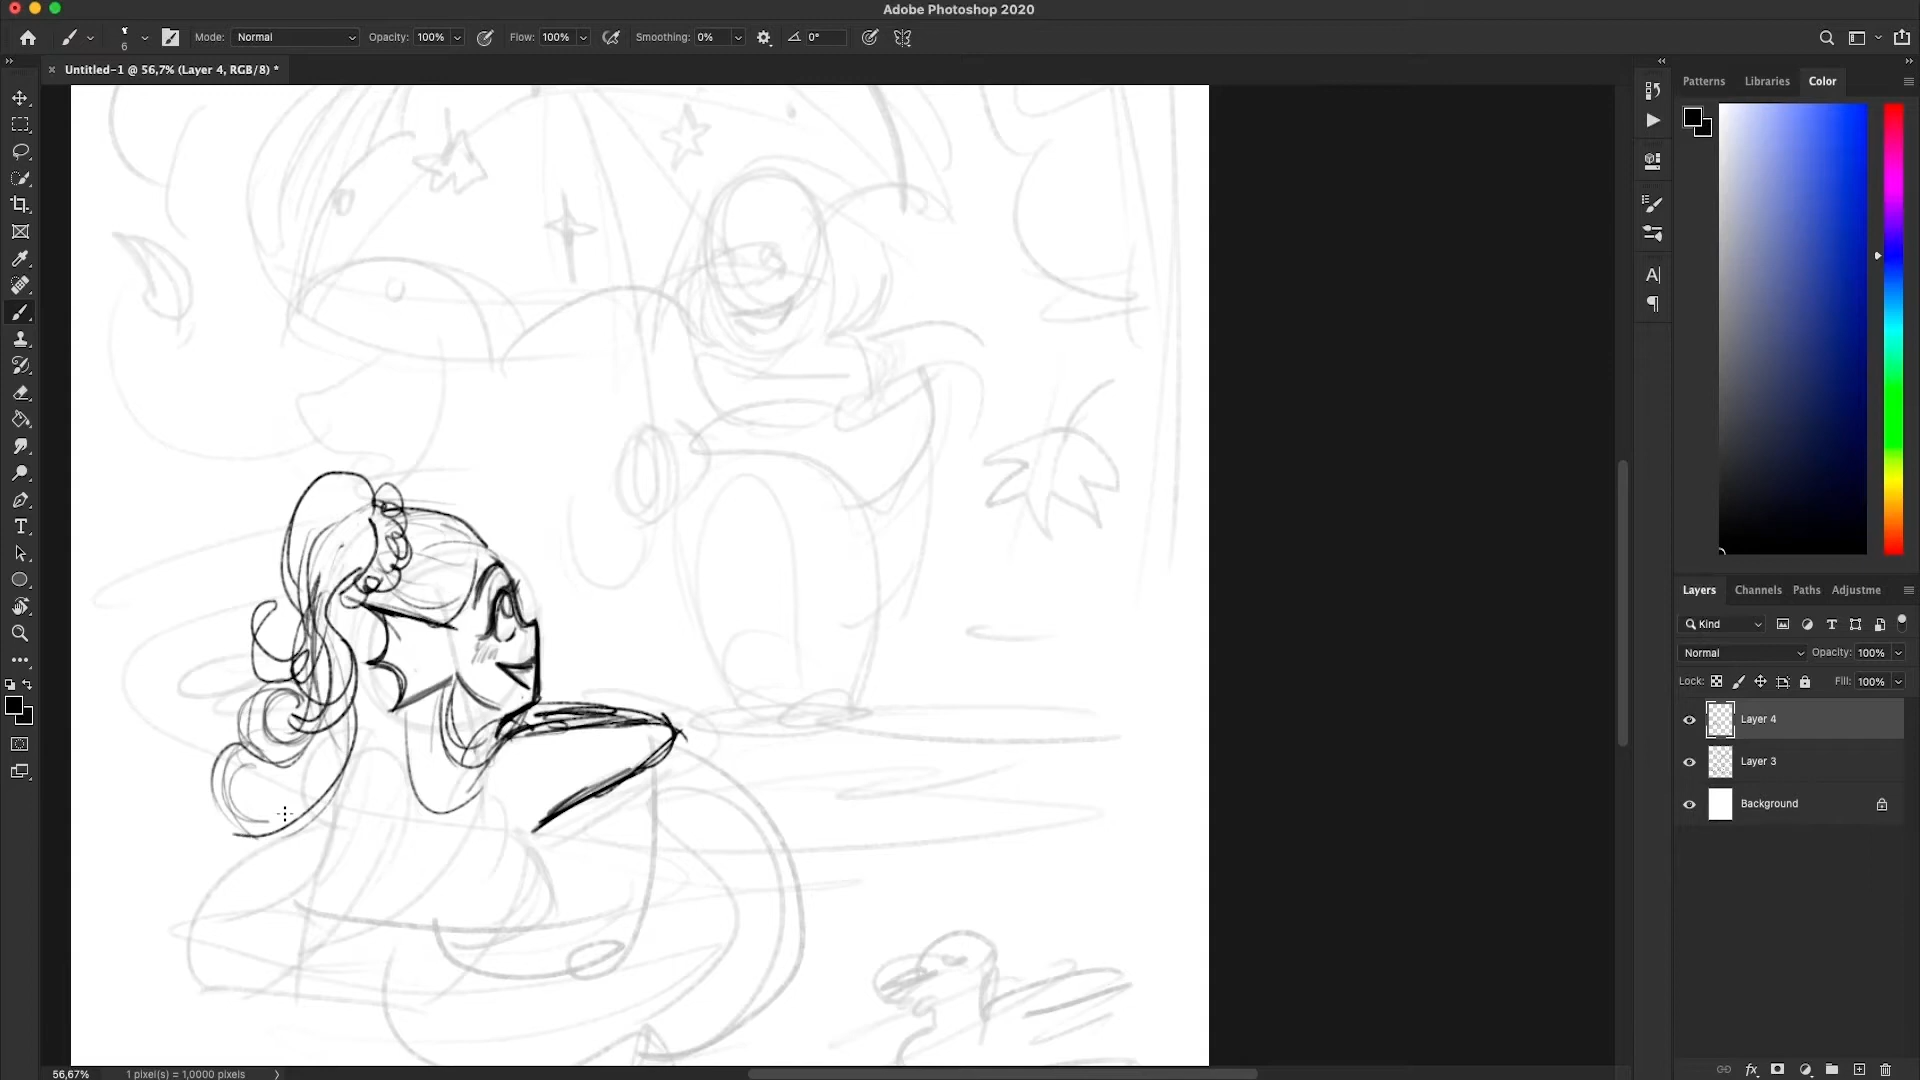 Adobe Photoshop 2020
6
Mode: Normal
Opacity: 100%
Flow: 100%
Smoothing: 0%
0°
× Untitled-1 @ 56,7% (Layer 4, RGB/8) *
Patterns Libraries Color
Layers Channels Paths Adjustme
Kind
Normal Opacity: 100%
Lock: Fill: 100%
Layer 4
Layer 3
Background
56,67% 1 pixel(s) = 1,0000 pixels